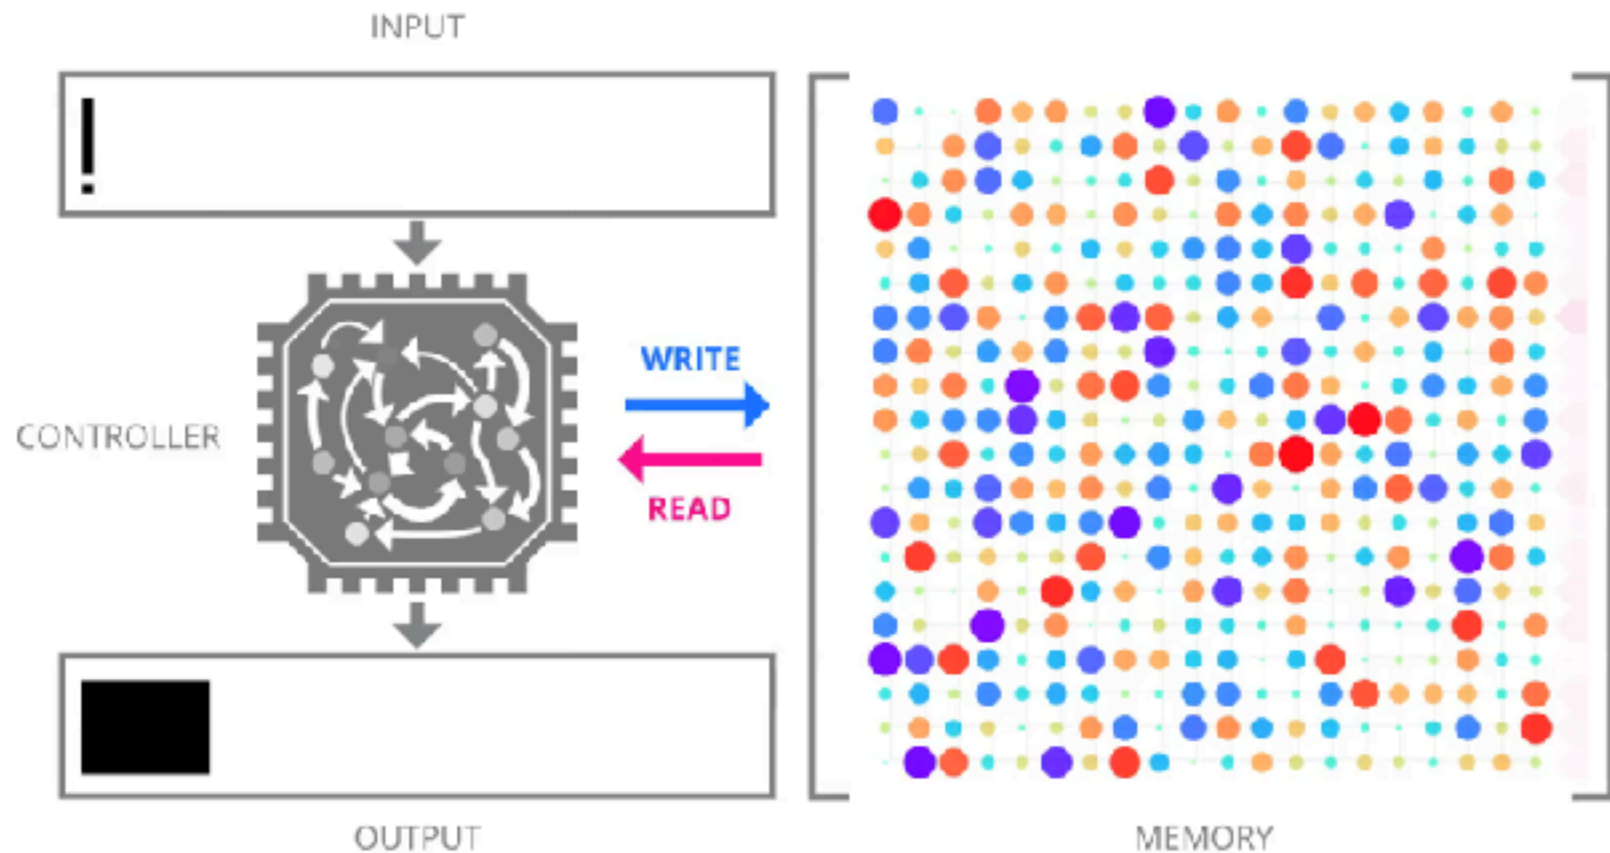 INPUT
!
CONTROLLER
WRITE
READ
OUTPUT
MEMORY